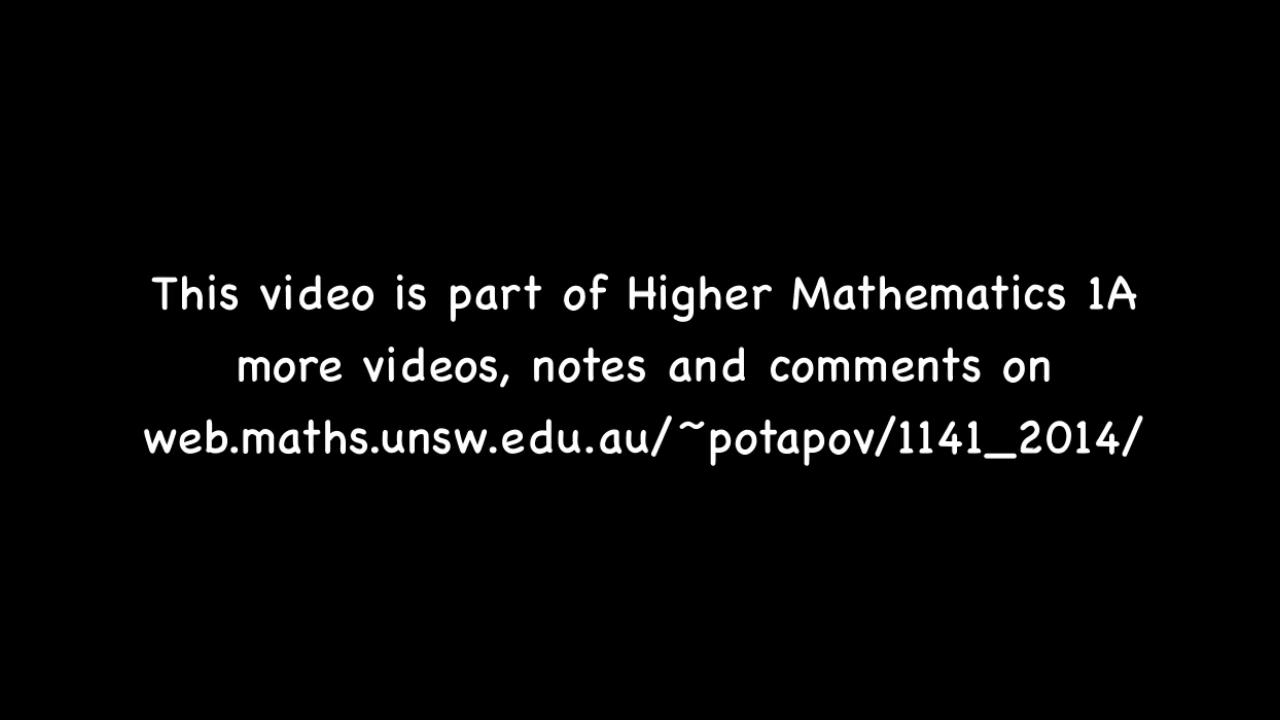 This video is part of Higher Mathematics 1A
more videos, notes and comments on
web.maths.unsw.edu.au/~potapov/1141_2014/